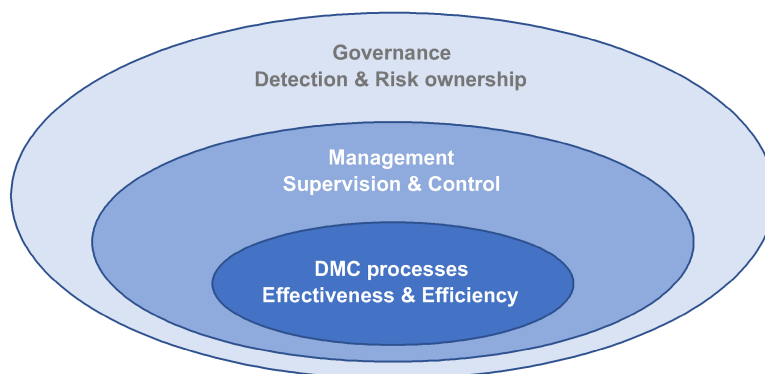 Governance
Detection & Risk ownership
Management
Supervision & Control
DMC processes
Effectiveness & Efficiency